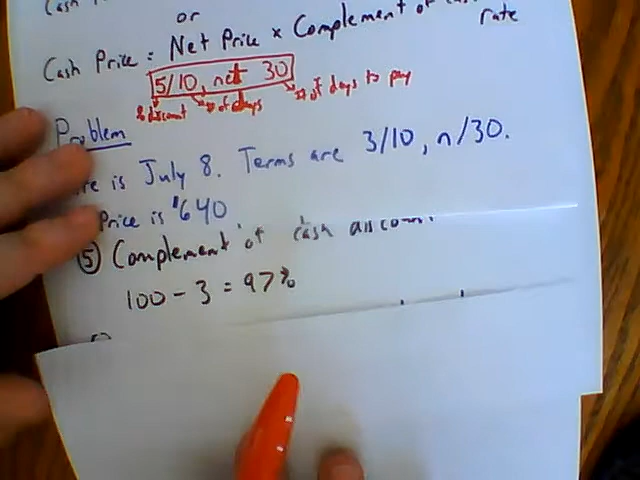 or
Cash Price = Net Price x Complement of
rate
5/10, net 30
% discount # of days # of days to pay
Problem
is July 8. Terms are 3/10, n/30.
Price is $640
⑤ Complement of cash
100 - 3 = 97%